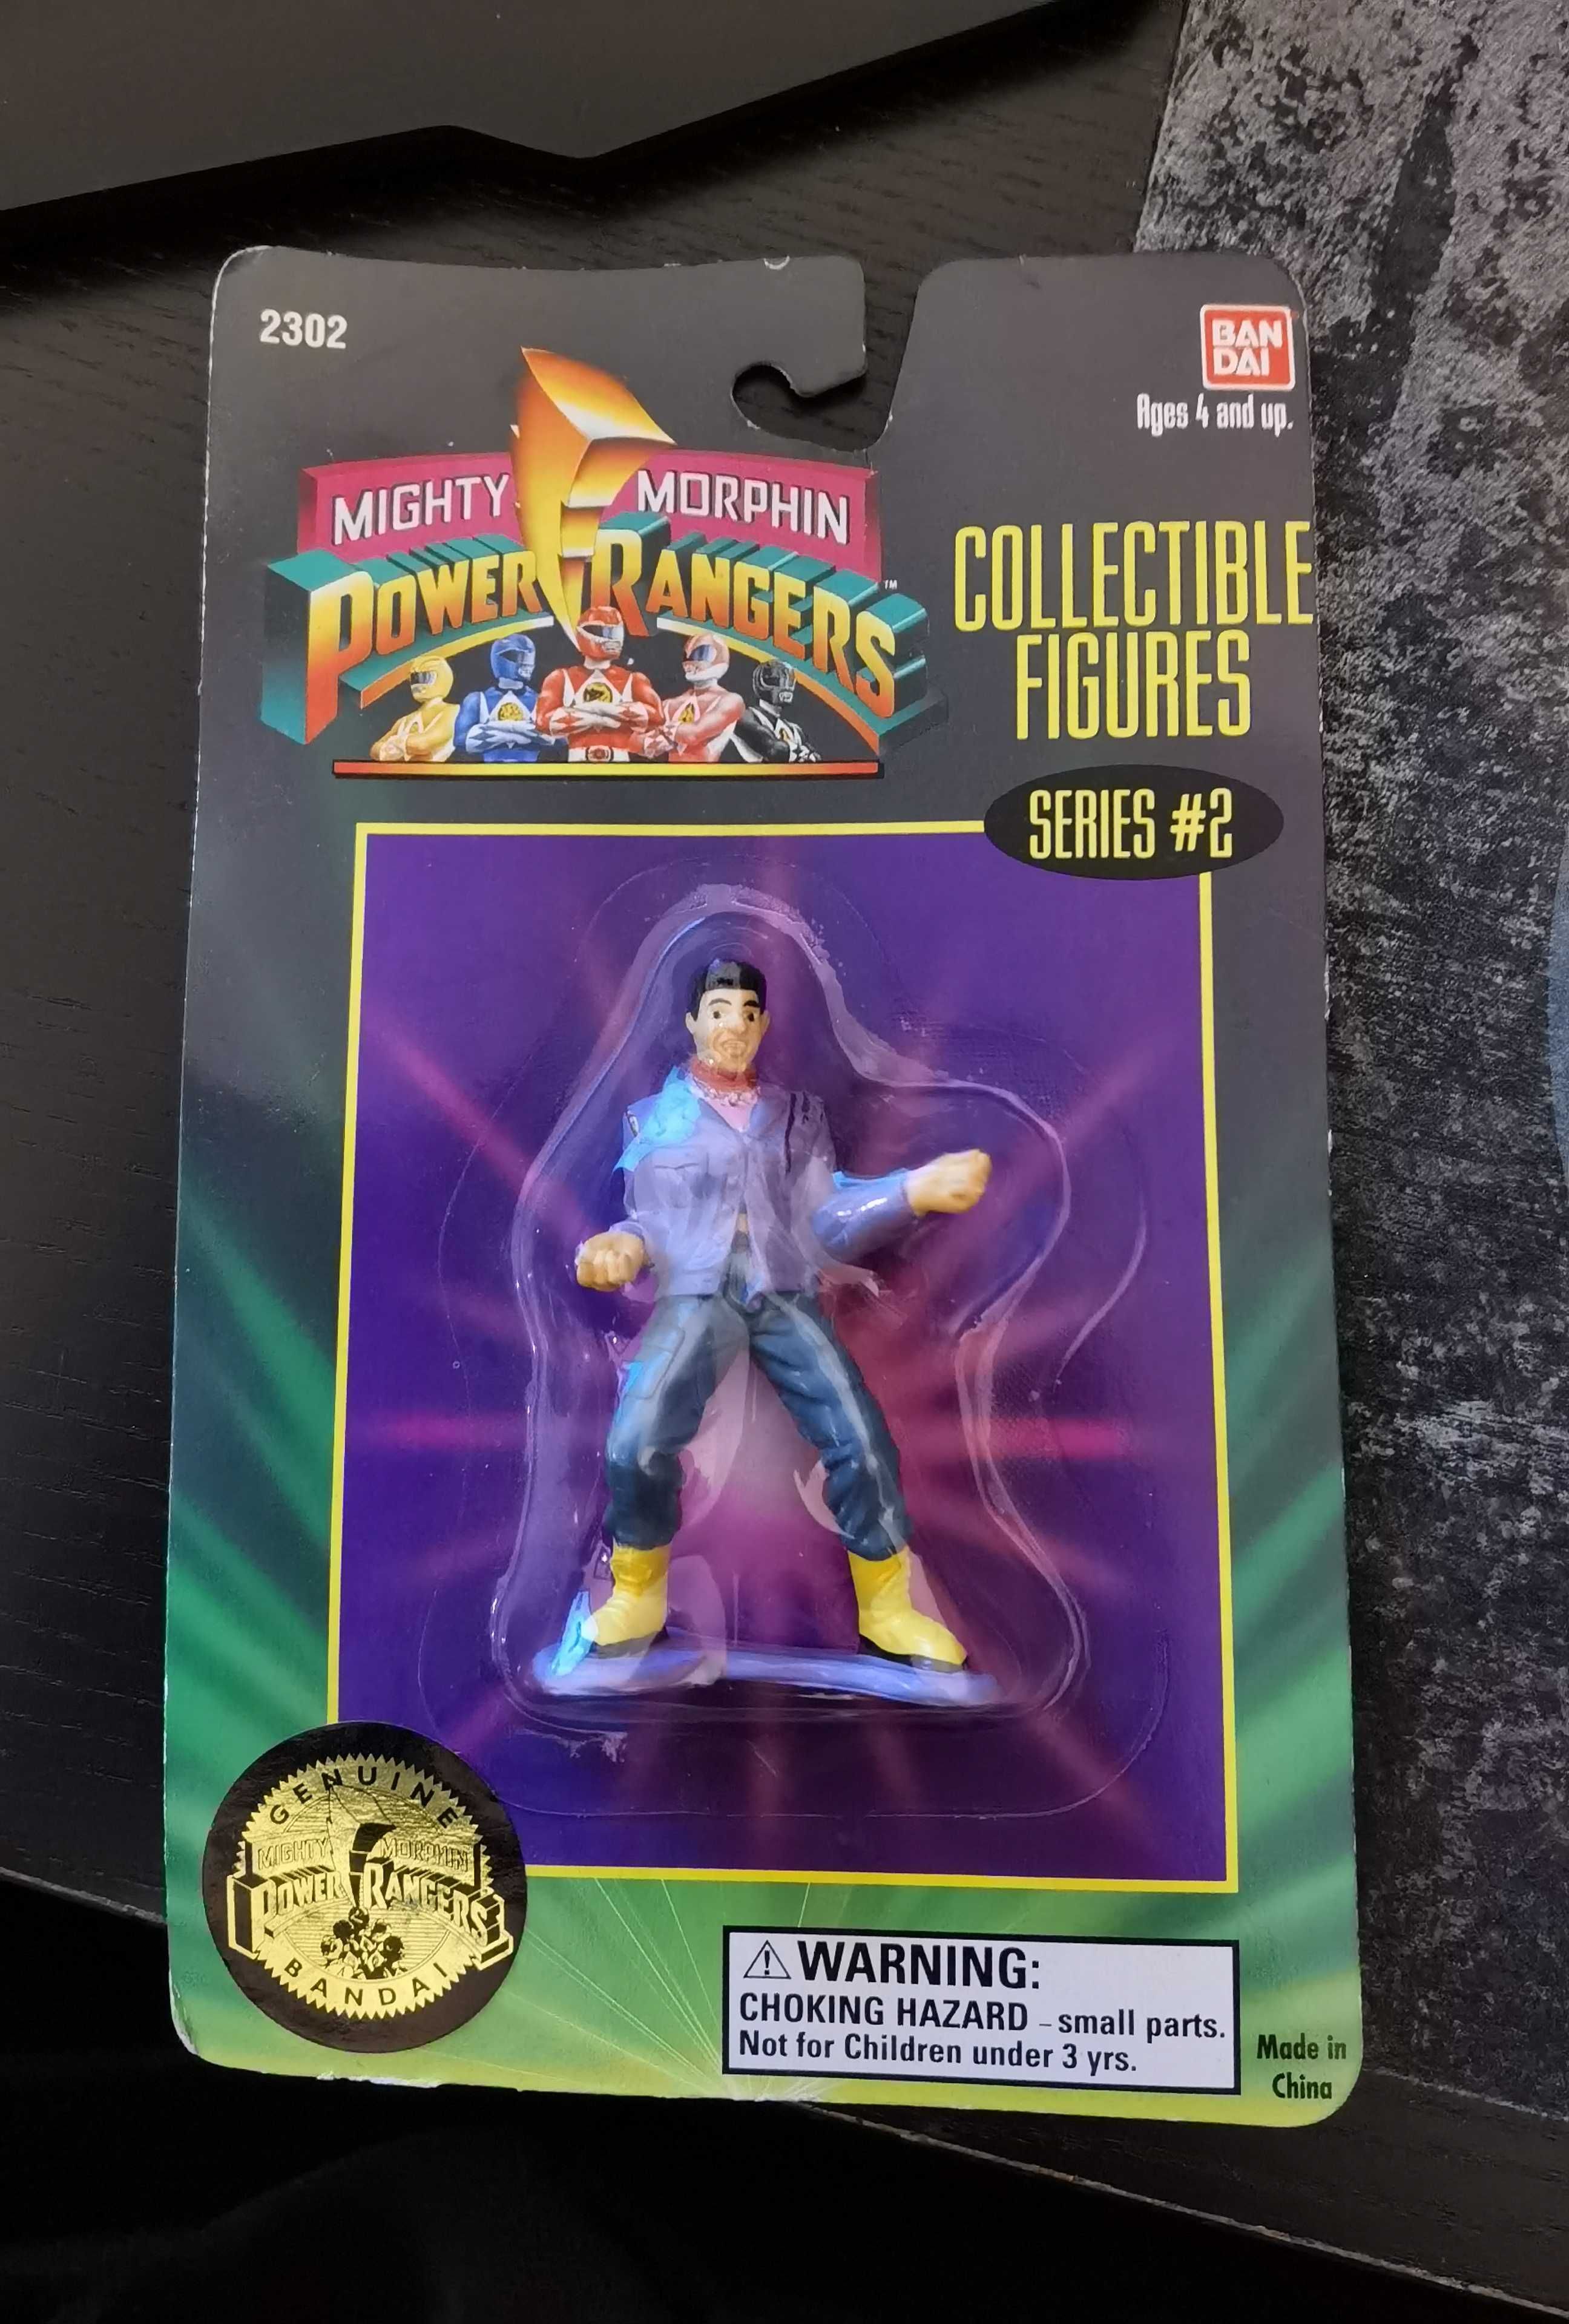 2302
BAN
DAI
Ages 4 and up.
MIGHTY MORPHIN
POWER RANGERS™
COLLECTIBLE
FIGURES
SERIES #2
GENUINE
MIGHTY MORPHIN
POWER RANGERS
BANDAI
⚠WARNING:
CHOKING HAZARD – small parts.
Not for Children under 3 yrs.
Made in
China